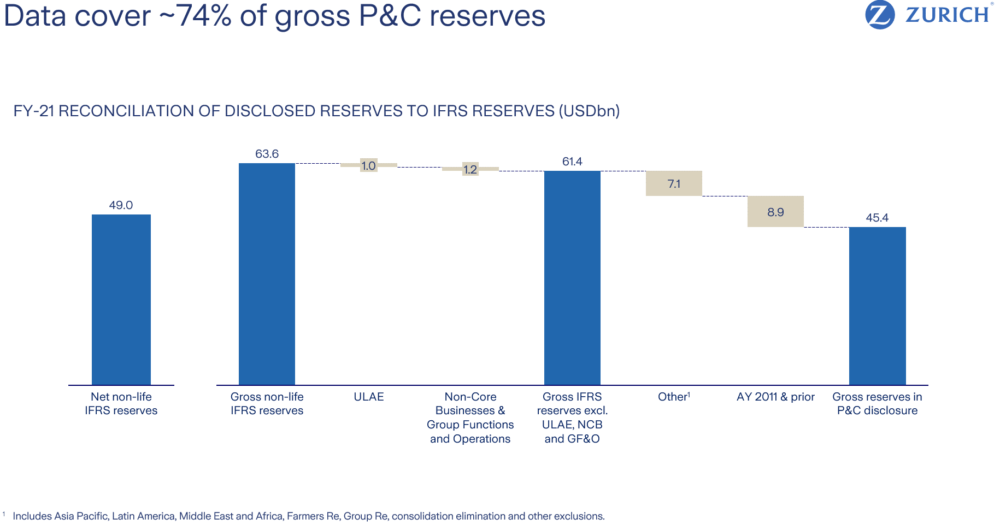 Data cover ~74% of gross P&C reserves
ZURICH®
FY-21 RECONCILIATION OF DISCLOSED RESERVES TO IFRS RESERVES (USDbn)
49.0
63.6
1.0
1.2
61.4
7.1
8.9
45.4
Net non-life
IFRS reserves
Gross non-life
IFRS reserves
ULAE
Non-Core
Businesses &
Group Functions
and Operations
Gross IFRS
reserves excl.
ULAE, NCB
and GF&O
Other¹
AY 2011 & prior
Gross reserves in
P&C disclosure
¹ Includes Asia Pacific, Latin America, Middle East and Africa, Farmers Re, Group Re, consolidation elimination and other exclusions.